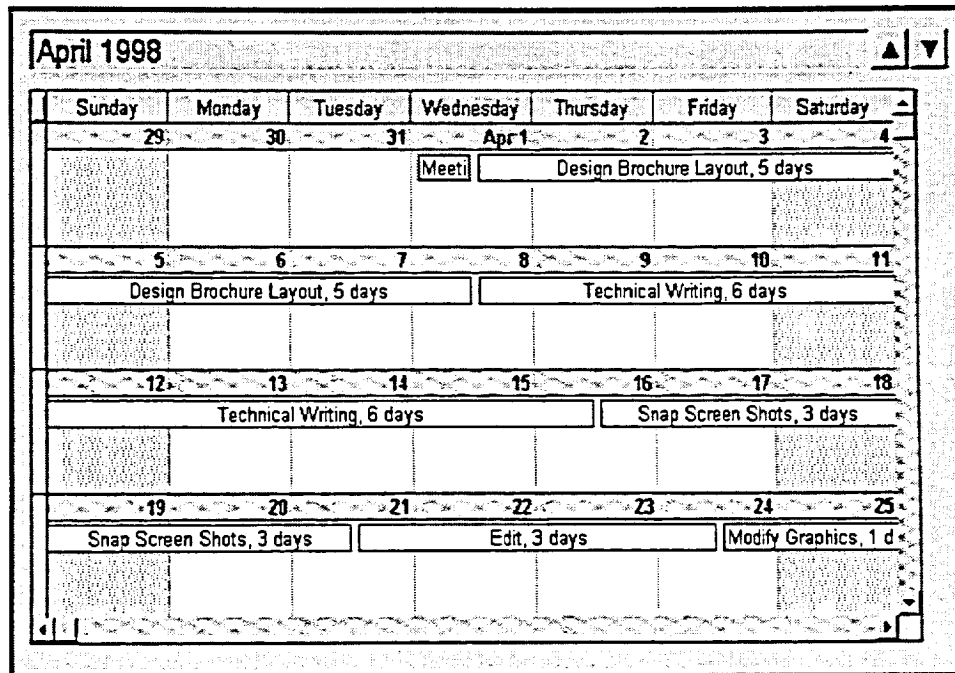 April 1998
Sunday Monday Tuesday Wednesday Thursday Friday Saturday
29 30 31 Apr 1 2 3 4
Meeti Design Brochure Layout, 5 days
5 6 7 8 9 10 11
Design Brochure Layout, 5 days Technical Writing, 6 days
12 13 14 15 16 17 18
Technical Writing, 6 days Snap Screen Shots, 3 days
19 20 21 22 23 24 25
Snap Screen Shots, 3 days Edit, 3 days Modify Graphics, 1 d